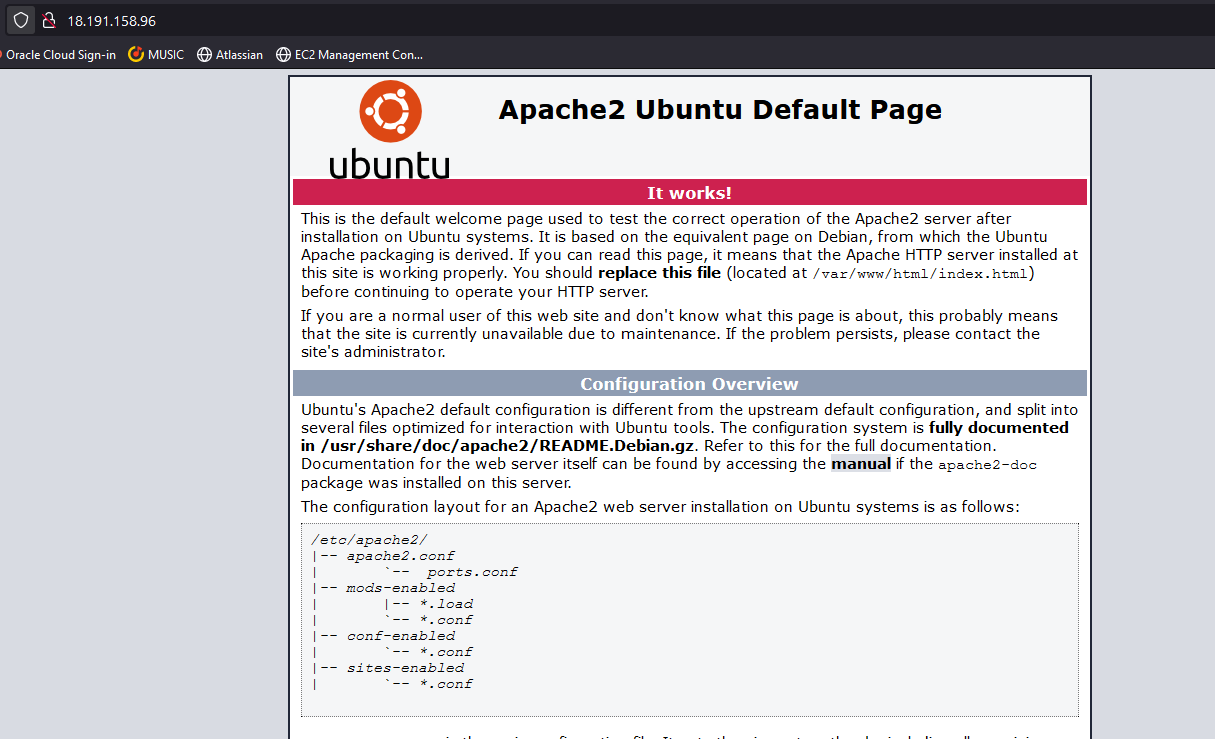 18.191.158.96
Oracle Cloud Sign-in MUSIC Atlassian EC2 Management Con...
Apache2 Ubuntu Default Page
ubuntu
It works!
This is the default welcome page used to test the correct operation of the Apache2 server after
installation on Ubuntu systems. It is based on the equivalent page on Debian, from which the Ubuntu
Apache packaging is derived. If you can read this page, it means that the Apache HTTP server installed at
this site is working properly. You should replace this file (located at /var/www/html/index.html)
before continuing to operate your HTTP server.
If you are a normal user of this web site and don't know what this page is about, this probably means
that the site is currently unavailable due to maintenance. If the problem persists, please contact the
site's administrator.
Configuration Overview
Ubuntu's Apache2 default configuration is different from the upstream default configuration, and split into
several files optimized for interaction with Ubuntu tools. The configuration system is fully documented
in /usr/share/doc/apache2/README.Debian.gz. Refer to this for the full documentation.
Documentation for the web server itself can be found by accessing the manual if the apache2-doc
package was installed on this server.
The configuration layout for an Apache2 web server installation on Ubuntu systems is as follows:
/etc/apache2/
|-- apache2.conf
|       `--  ports.conf
|-- mods-enabled
|       |-- *.load
|       `-- *.conf
|-- conf-enabled
|       `-- *.conf
|-- sites-enabled
|       `-- *.conf